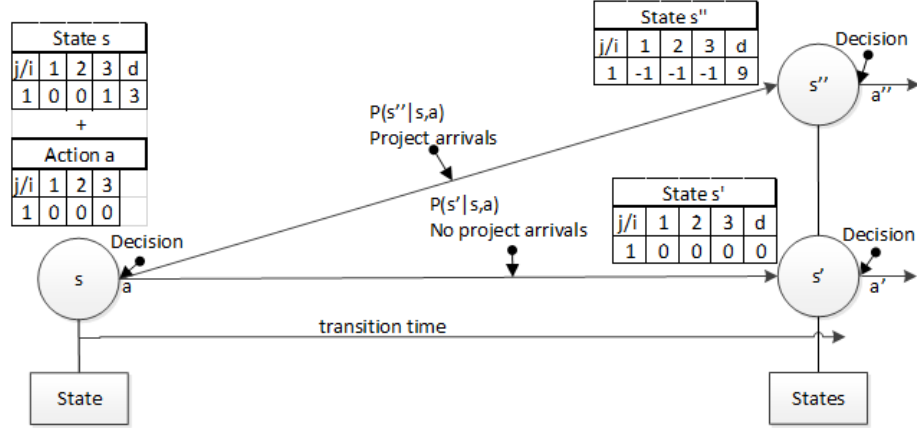 State s
j/i 1 2 3 d
1 0 0 1 3
+
Action a
j/i 1 2 3
1 0 0 0
State s''
j/i 1 2 3 d
1 -1 -1 -1 9
Decision
s''
a''
P(s''|s,a)
Project arrivals
P(s'|s,a)
No project arrivals
State s'
j/i 1 2 3 d
1 0 0 0 0
Decision
s
a
Decision
s'
a'
transition time
State
States